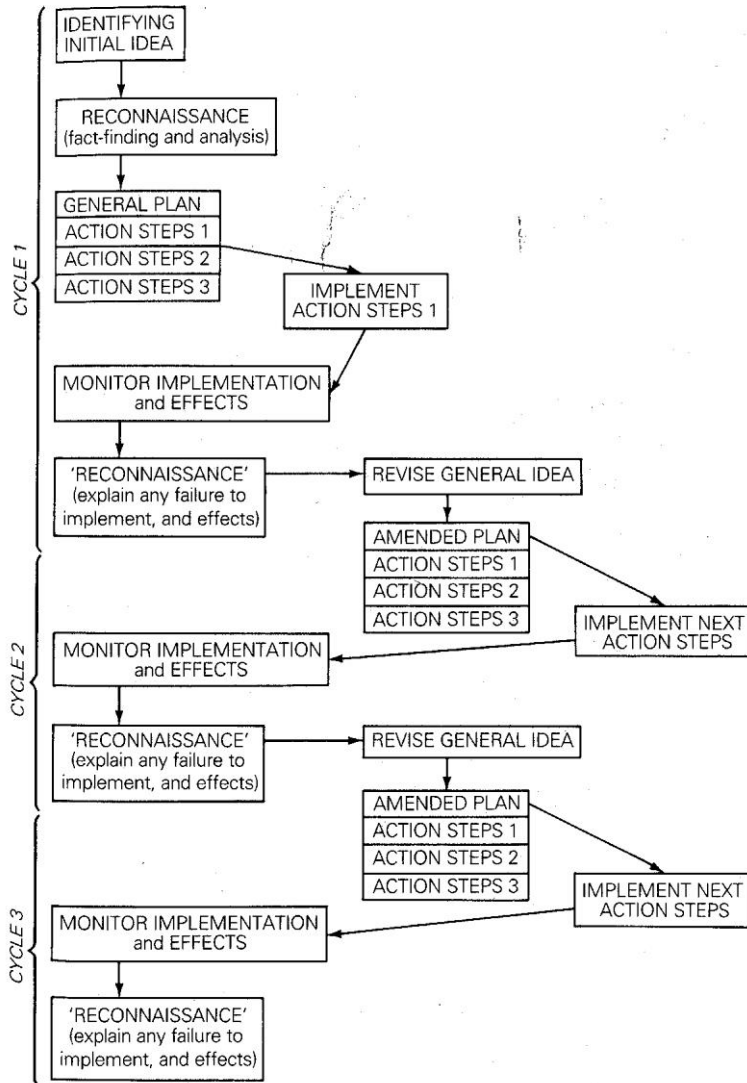 IDENTIFYING
INITIAL IDEA
RECONNAISSANCE
(fact-finding and analysis)
GENERAL PLAN
ACTION STEPS 1
ACTION STEPS 2
ACTION STEPS 3
IMPLEMENT
ACTION STEPS 1
CYCLE 1
MONITOR IMPLEMENTATION
and EFFECTS
'RECONNAISSANCE'
(explain any failure to
implement, and effects)
REVISE GENERAL IDEA
AMENDED PLAN
ACTION STEPS 1
ACTION STEPS 2
ACTION STEPS 3
IMPLEMENT NEXT
ACTION STEPS
CYCLE 2
MONITOR IMPLEMENTATION
and EFFECTS
'RECONNAISSANCE'
(explain any failure to
implement, and effects)
REVISE GENERAL IDEA
AMENDED PLAN
ACTION STEPS 1
ACTION STEPS 2
ACTION STEPS 3
IMPLEMENT NEXT
ACTION STEPS
CYCLE 3
MONITOR IMPLEMENTATION
and EFFECTS
'RECONNAISSANCE'
(explain any failure to
implement, and effects)